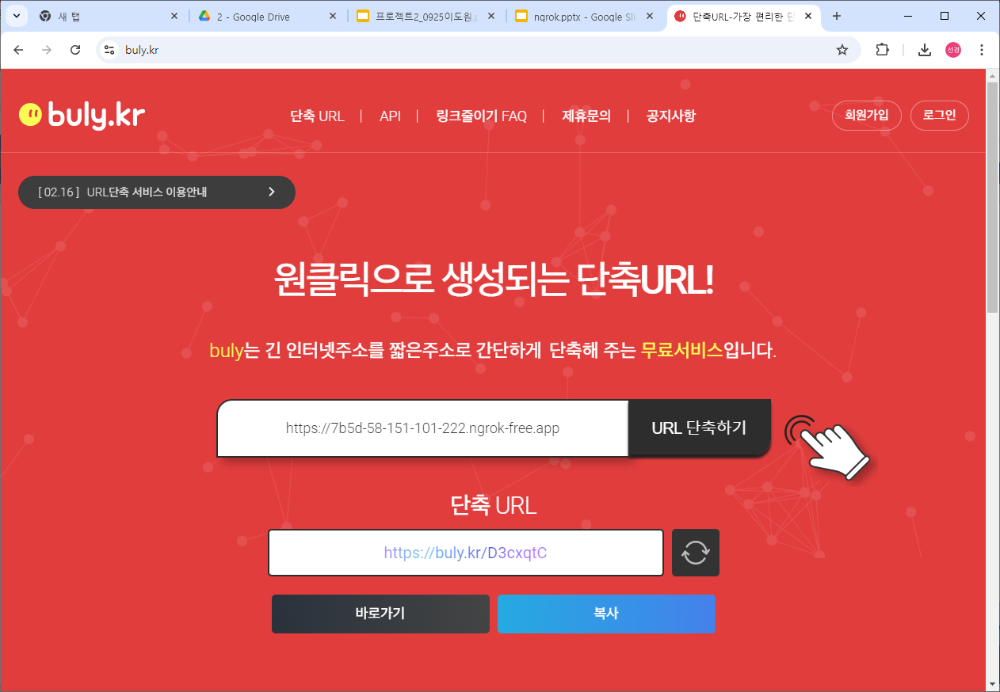 새 탭
2 - Google Drive
프로젝트2_0925이도원.p
ngrok.pptx - Google Sli
단축URL-가장 편리한 단
buly.kr
선경
buly.kr
단축 URL | API | 링크줄이기 FAQ | 제휴문의 | 공지사항
회원가입
로그인
[ 02.16 ] URL단축 서비스 이용안내
원클릭으로 생성되는 단축URL!
buly는 긴 인터넷주소를 짧은주소로 간단하게 단축해 주는 무료서비스입니다.
https://7b5d-58-151-101-222.ngrok-free.app
URL 단축하기
단축 URL
https://buly.kr/D3cxqtC
바로가기
복사